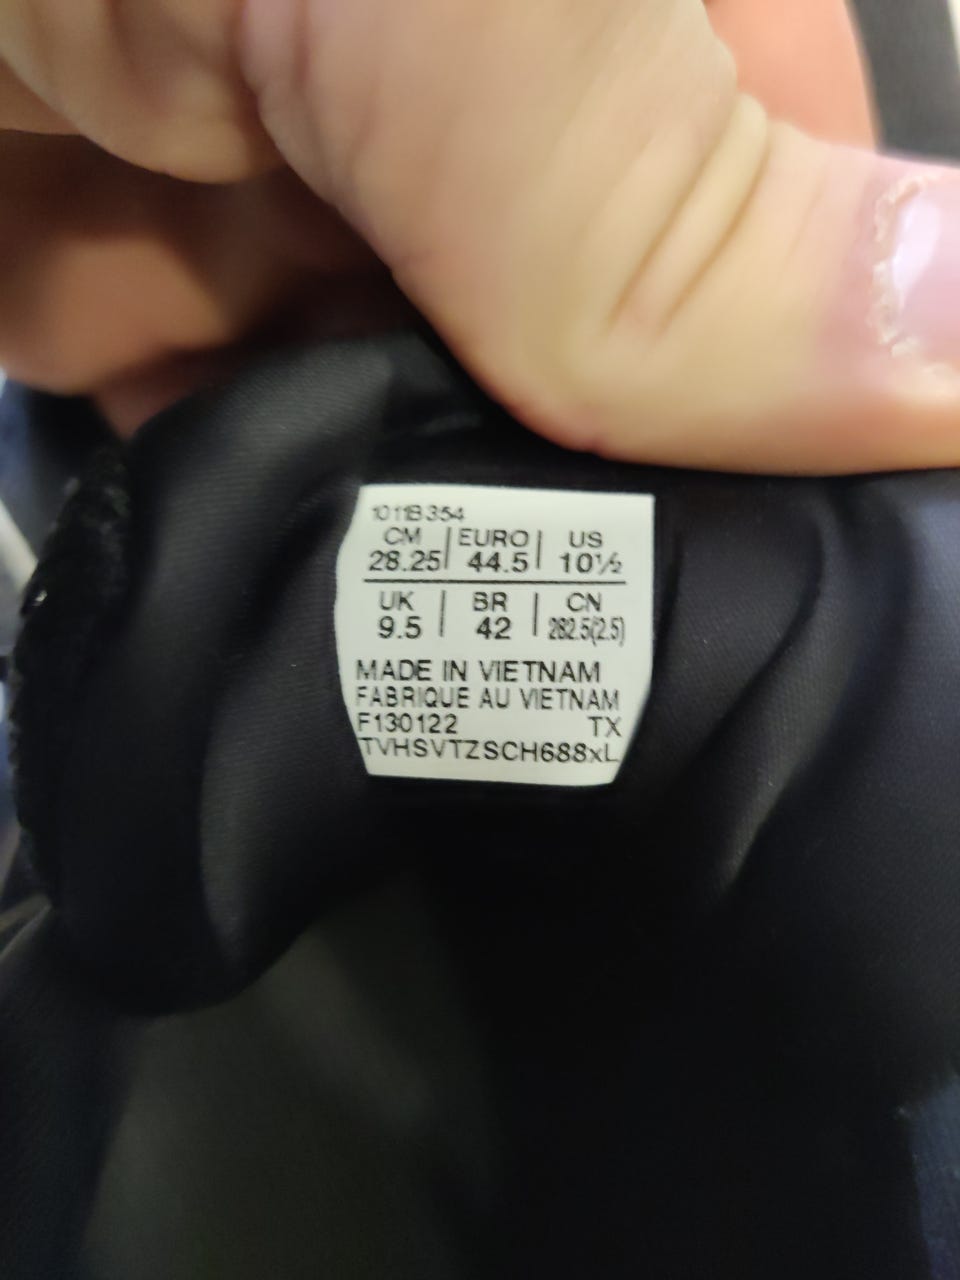 1011B354
CM | EURO | US
28.25 | 44.5 | 10½
UK | BR | CN
9.5 | 42 | 282.5(2.5)
MADE IN VIETNAM
FABRIQUE AU VIETNAM
F130122 TX
TVHSVTZSCH688xL